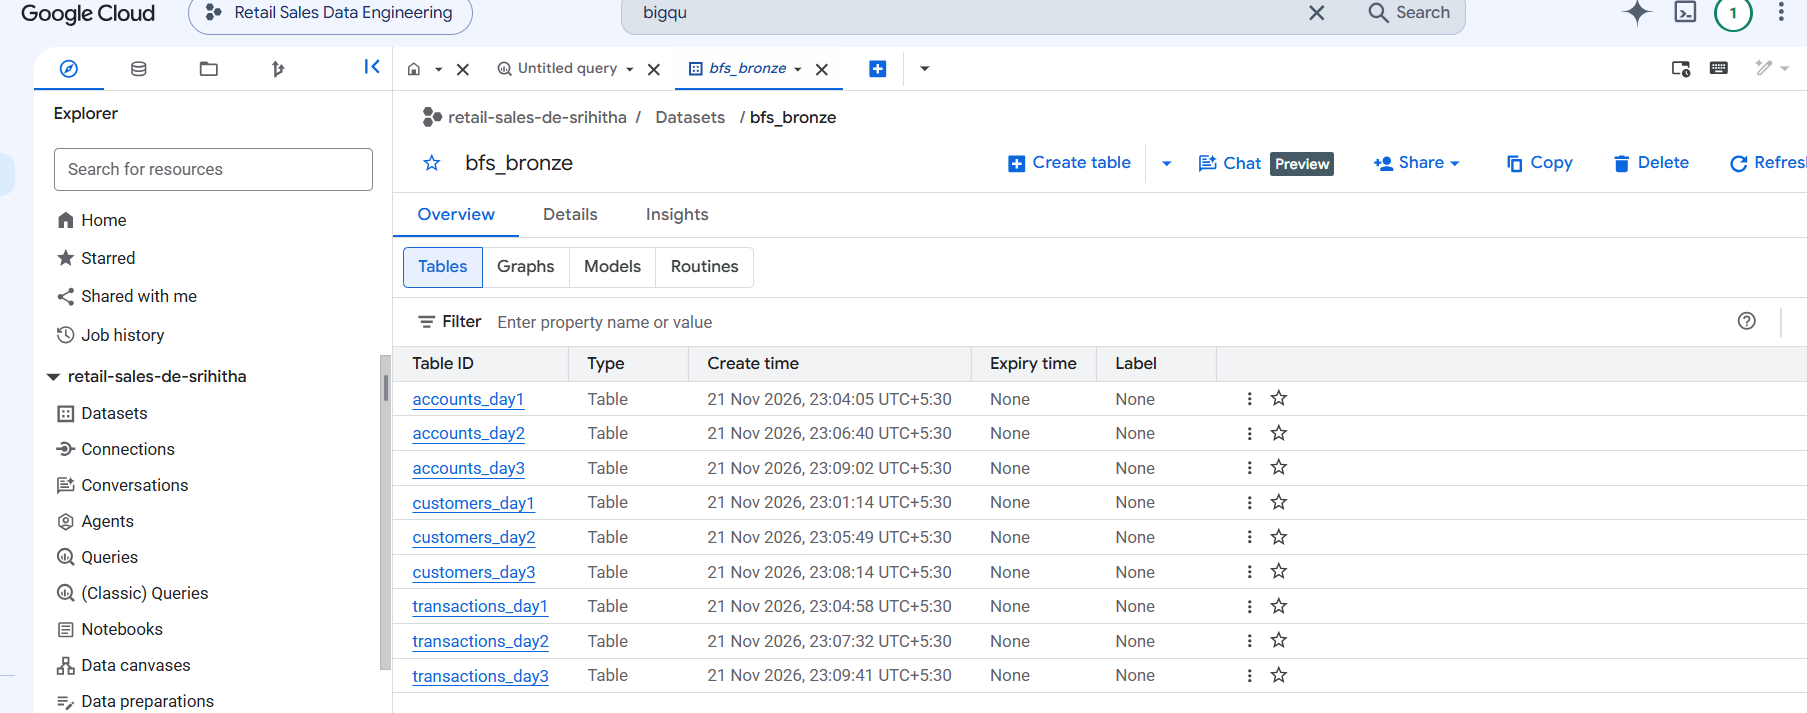 Google Cloud
Retail Sales Data Engineering
bigqu
Search
1
Untitled query
bfs_bronze
Explorer
Search for resources
Home
Starred
Shared with me
Job history
retail-sales-de-srihitha
Datasets
Connections
Conversations
Agents
Queries
(Classic) Queries
Notebooks
Data canvases
Data preparations
retail-sales-de-srihitha / Datasets / bfs_bronze
bfs_bronze
Create table
Chat Preview
Share
Copy
Delete
Refres
Overview Details Insights
Tables Graphs Models Routines
Filter Enter property name or value
Table ID Type Create time Expiry time Label
accounts_day1 Table 21 Nov 2026, 23:04:05 UTC+5:30 None None
accounts_day2 Table 21 Nov 2026, 23:06:40 UTC+5:30 None None
accounts_day3 Table 21 Nov 2026, 23:09:02 UTC+5:30 None None
customers_day1 Table 21 Nov 2026, 23:01:14 UTC+5:30 None None
customers_day2 Table 21 Nov 2026, 23:05:49 UTC+5:30 None None
customers_day3 Table 21 Nov 2026, 23:08:14 UTC+5:30 None None
transactions_day1 Table 21 Nov 2026, 23:04:58 UTC+5:30 None None
transactions_day2 Table 21 Nov 2026, 23:07:32 UTC+5:30 None None
transactions_day3 Table 21 Nov 2026, 23:09:41 UTC+5:30 None None